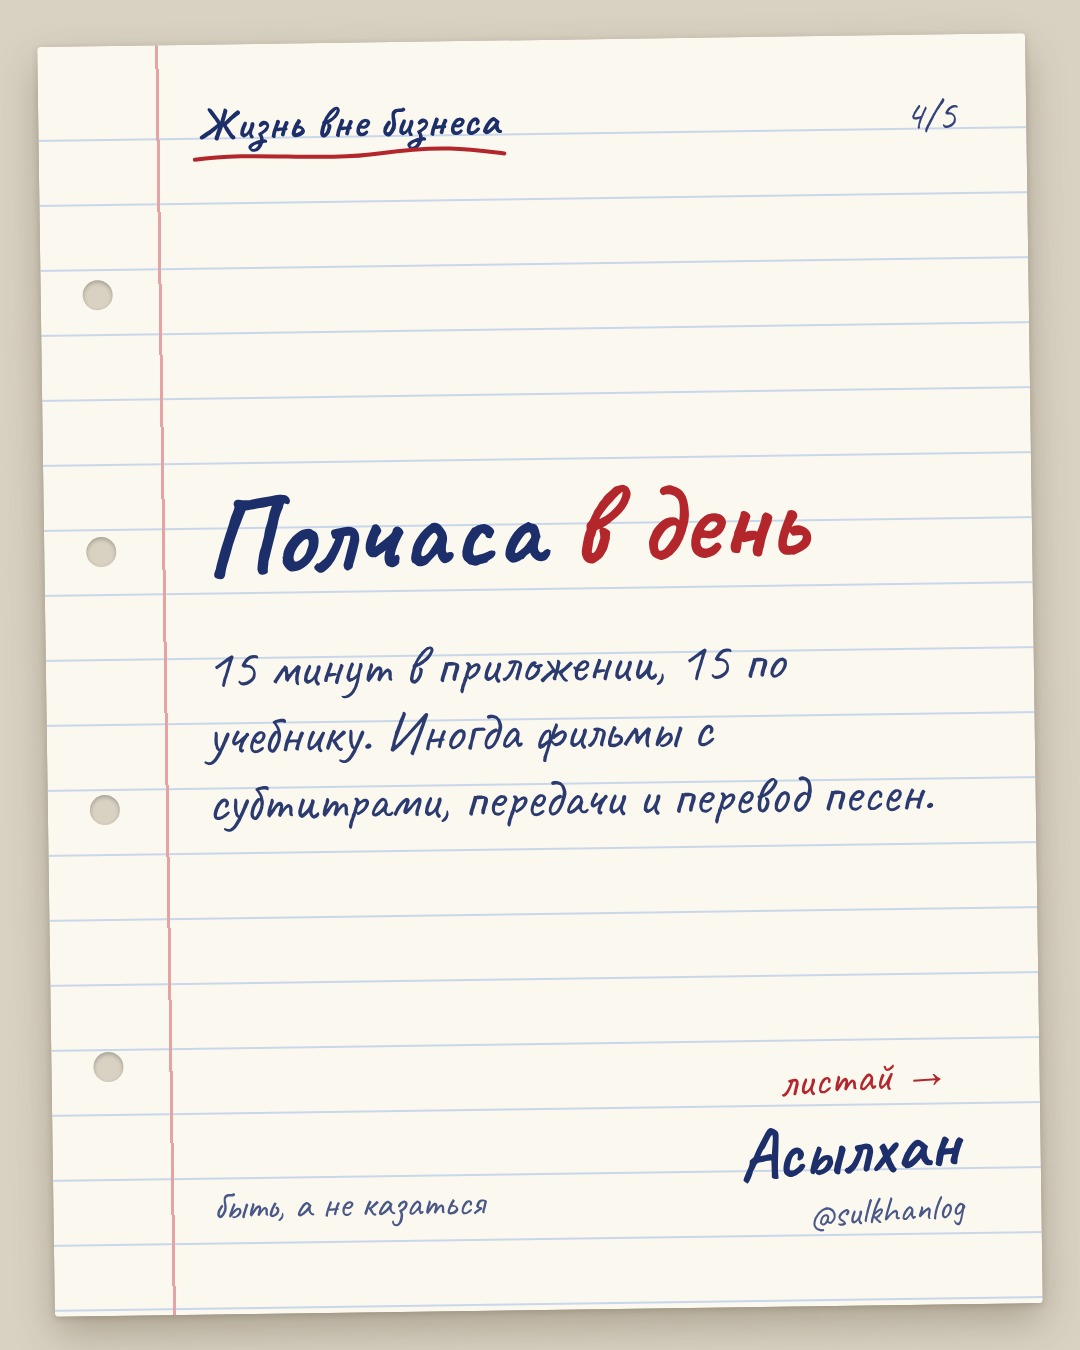 Жизнь вне бизнеса
4/5
Полчаса в день
15 минут в приложении, 15 по
учебнику. Иногда фильмы с
субтитрами, передачи и перевод песен.
листай →
Асылхан
быть, а не казаться
@sulkhanlog